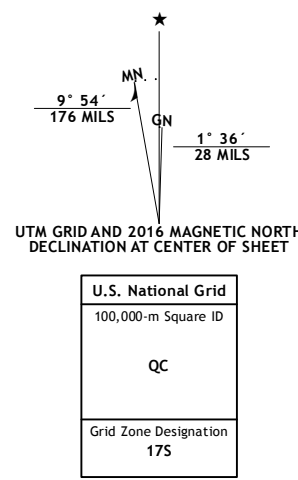 ★
MN
GN
9° 54´
176 MILS
1° 36´
28 MILS
UTM GRID AND 2016 MAGNETIC NORTH
DECLINATION AT CENTER OF SHEET
U.S. National Grid
100,000-m Square ID
QC
Grid Zone Designation
17S